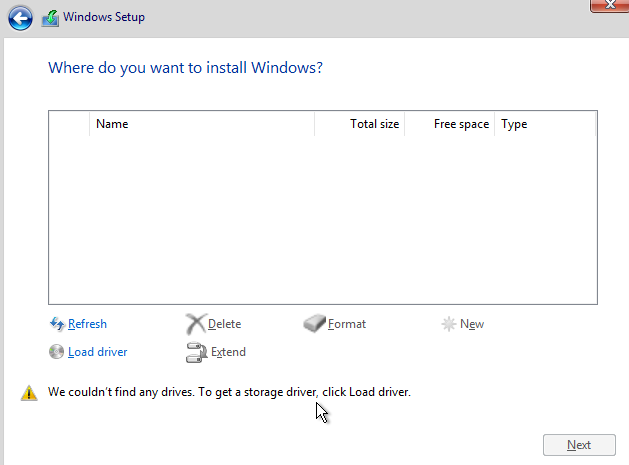 Windows Setup
Where do you want to install Windows?
Name Total size Free space Type
Refresh Delete Format New
Load driver Extend
We couldn't find any drives. To get a storage driver, click Load driver.
Next